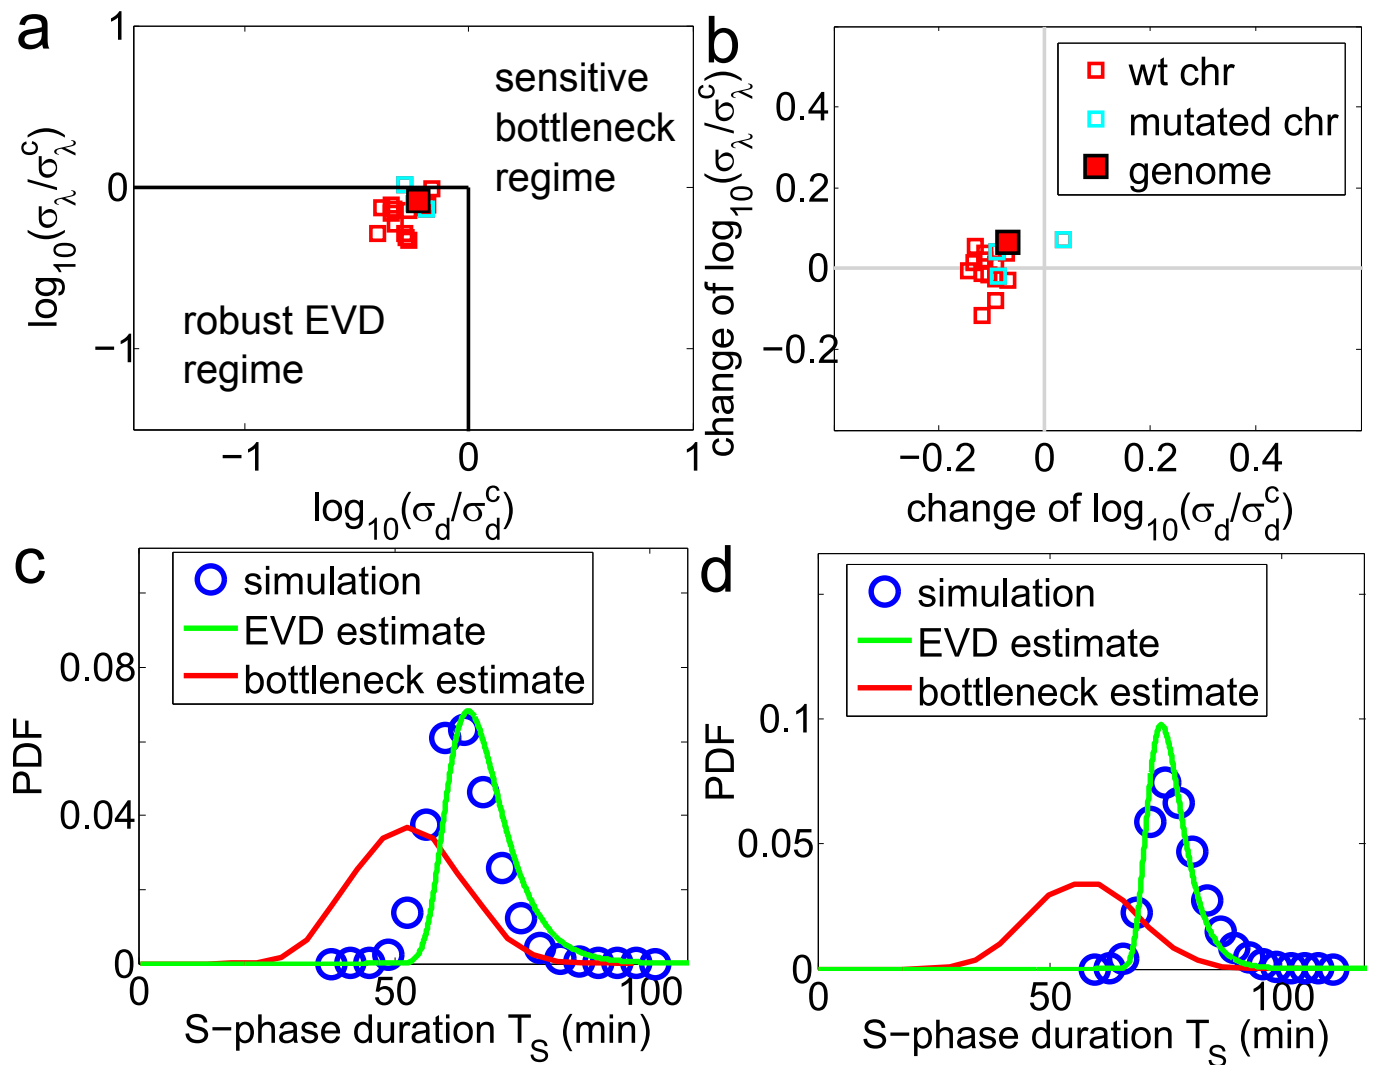 a
1
0
−1
log10(σλ/σλc)
sensitive
bottleneck
regime
robust EVD
regime
−1
0
1
log10(σd/σdc)
b
0.4
0.2
0
−0.2
change of log10(σλ/σλc)
wt chr
mutated chr
genome
−0.2
0
0.2
0.4
change of log10(σd/σdc)
c
simulation
EVD estimate
bottleneck estimate
0.08
0.04
0
PDF
0
50
100
S−phase duration TS (min)
d
simulation
EVD estimate
bottleneck estimate
0.1
0.05
0
PDF
0
50
100
S−phase duration TS (min)